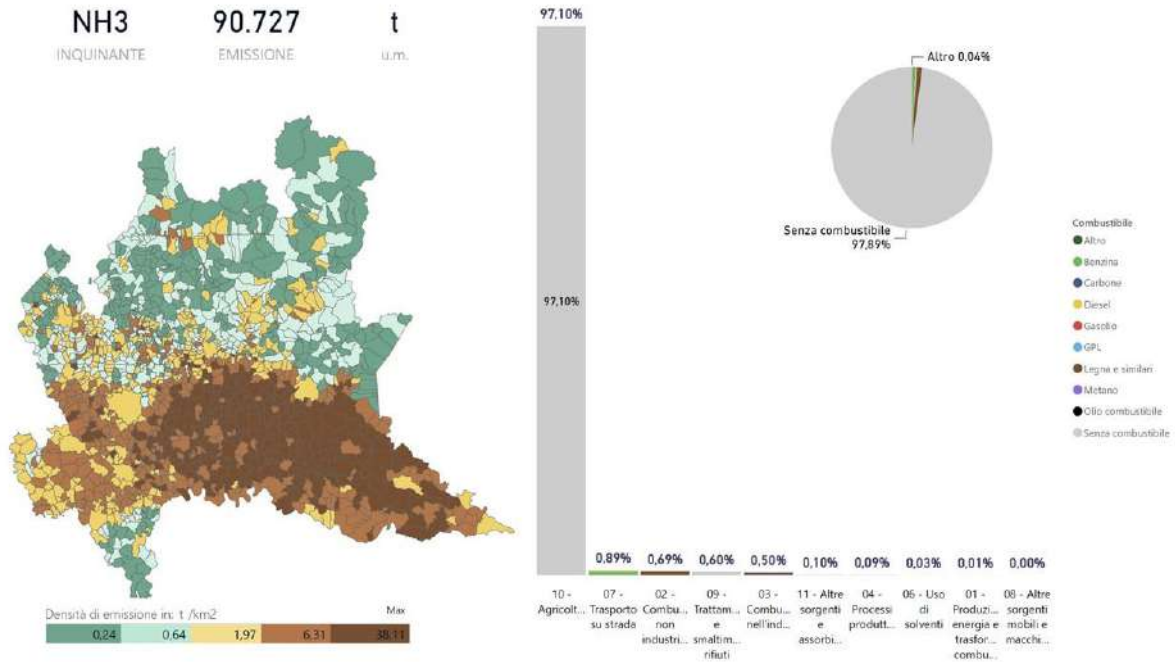 NH3
INQUINANTE
90.727
EMISSIONE
t
u.m.
Densità di emissione in: t /km2
Max
0,24
0,64
1,97
6.31
38.11
97,10%
97,10%
0,89%
0,69%
0,60%
0,50%
0,10%
0,09%
0,03%
0,01%
0,00%
10 -
Agricolt...
07 -
Trasporto
su strada
02 -
Combu...
non
industri...
09 -
Trattam...
e
smaltim...
rifiuti
03 -
Combu...
nell'ind...
11 - Altre
sorgenti
e
assorbi...
04 -
Processi
produtt...
06 - Uso
di
solventi
01 -
Produzi...
energia e
trasfor...
combu...
08 - Altre
sorgenti
mobili e
macchi...
Altro 0,04%
Senza combustibile
97,89%
Combustibile
Altro
Benzina
Carbone
Diesel
Gasolio
GPL
Legna e similari
Metano
Olio combustibile
Senza combustibile